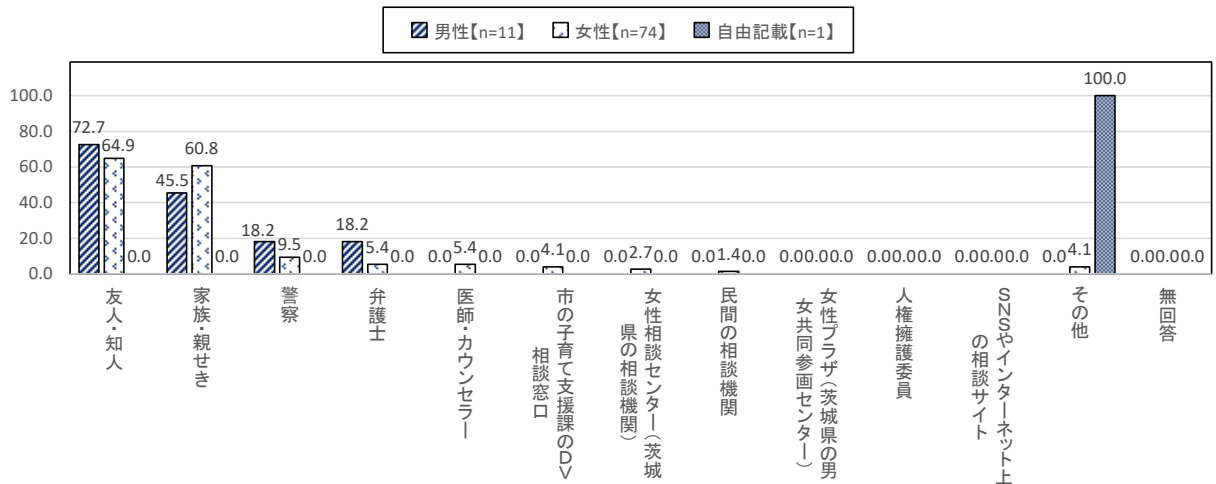 男性【n=11】 女性【n=74】 自由記載【n=1】
100.0
80.0
60.0
40.0
20.0
0.0
72.7 64.9 0.0
45.5 60.8 0.0
18.2 9.5 0.0
18.2 5.4 0.0
0.0 5.4 0.0
0.0 4.1 0.0
0.0 2.7 0.0
0.0 1.4 0.0
0.0 0.0 0.0
0.0 0.0 0.0
0.0 0.0 0.0
0.0 4.1 100.0
0.0 0.0 0.0
友人・知人
家族・親せき
警察
弁護士
医師・カウンセラー
市の子育て支援課のDV
相談窓口
女性相談センター（茨城
県の相談機関）
民間の相談機関
女性プラザ（茨城県の男
女共同参画センター）
人権擁護委員
SNSやインターネット上
の相談サイト
その他
無回答